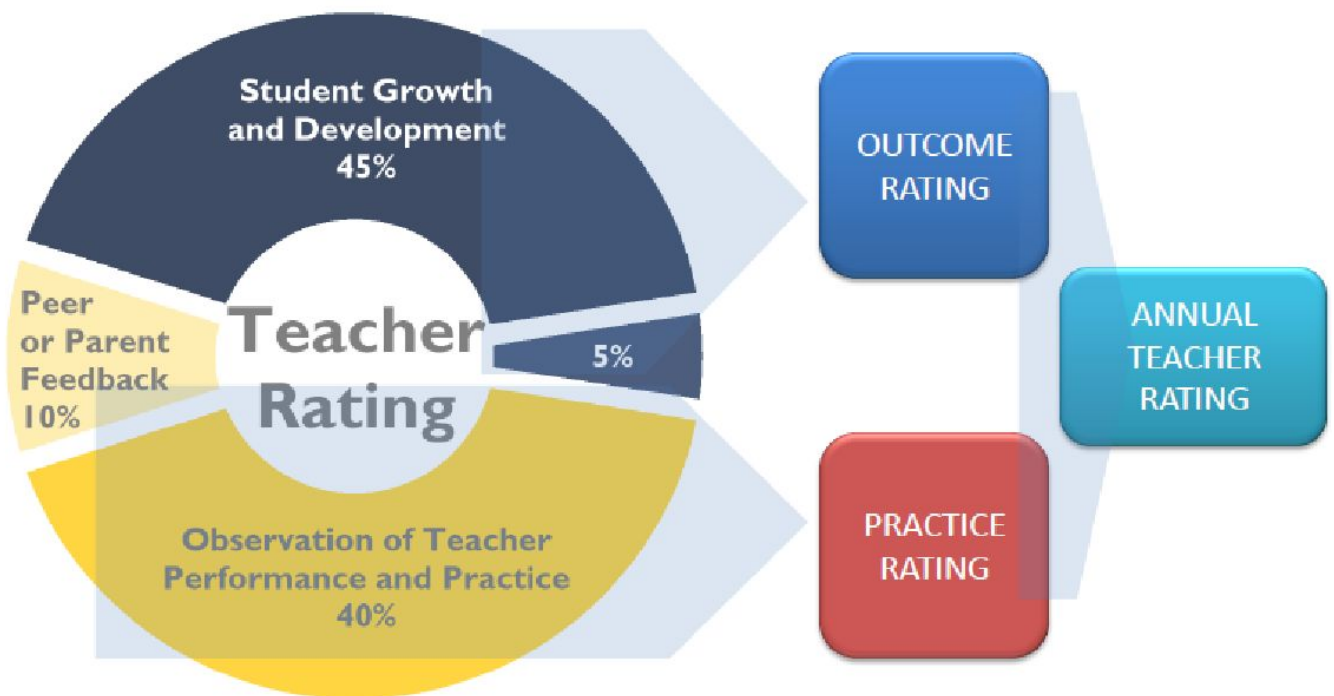 Student Growth
and Development
45%
Peer
or Parent
Feedback
10%
Teacher
Rating
5%
Observation of Teacher
Performance and Practice
40%
OUTCOME
RATING
PRACTICE
RATING
ANNUAL
TEACHER
RATING